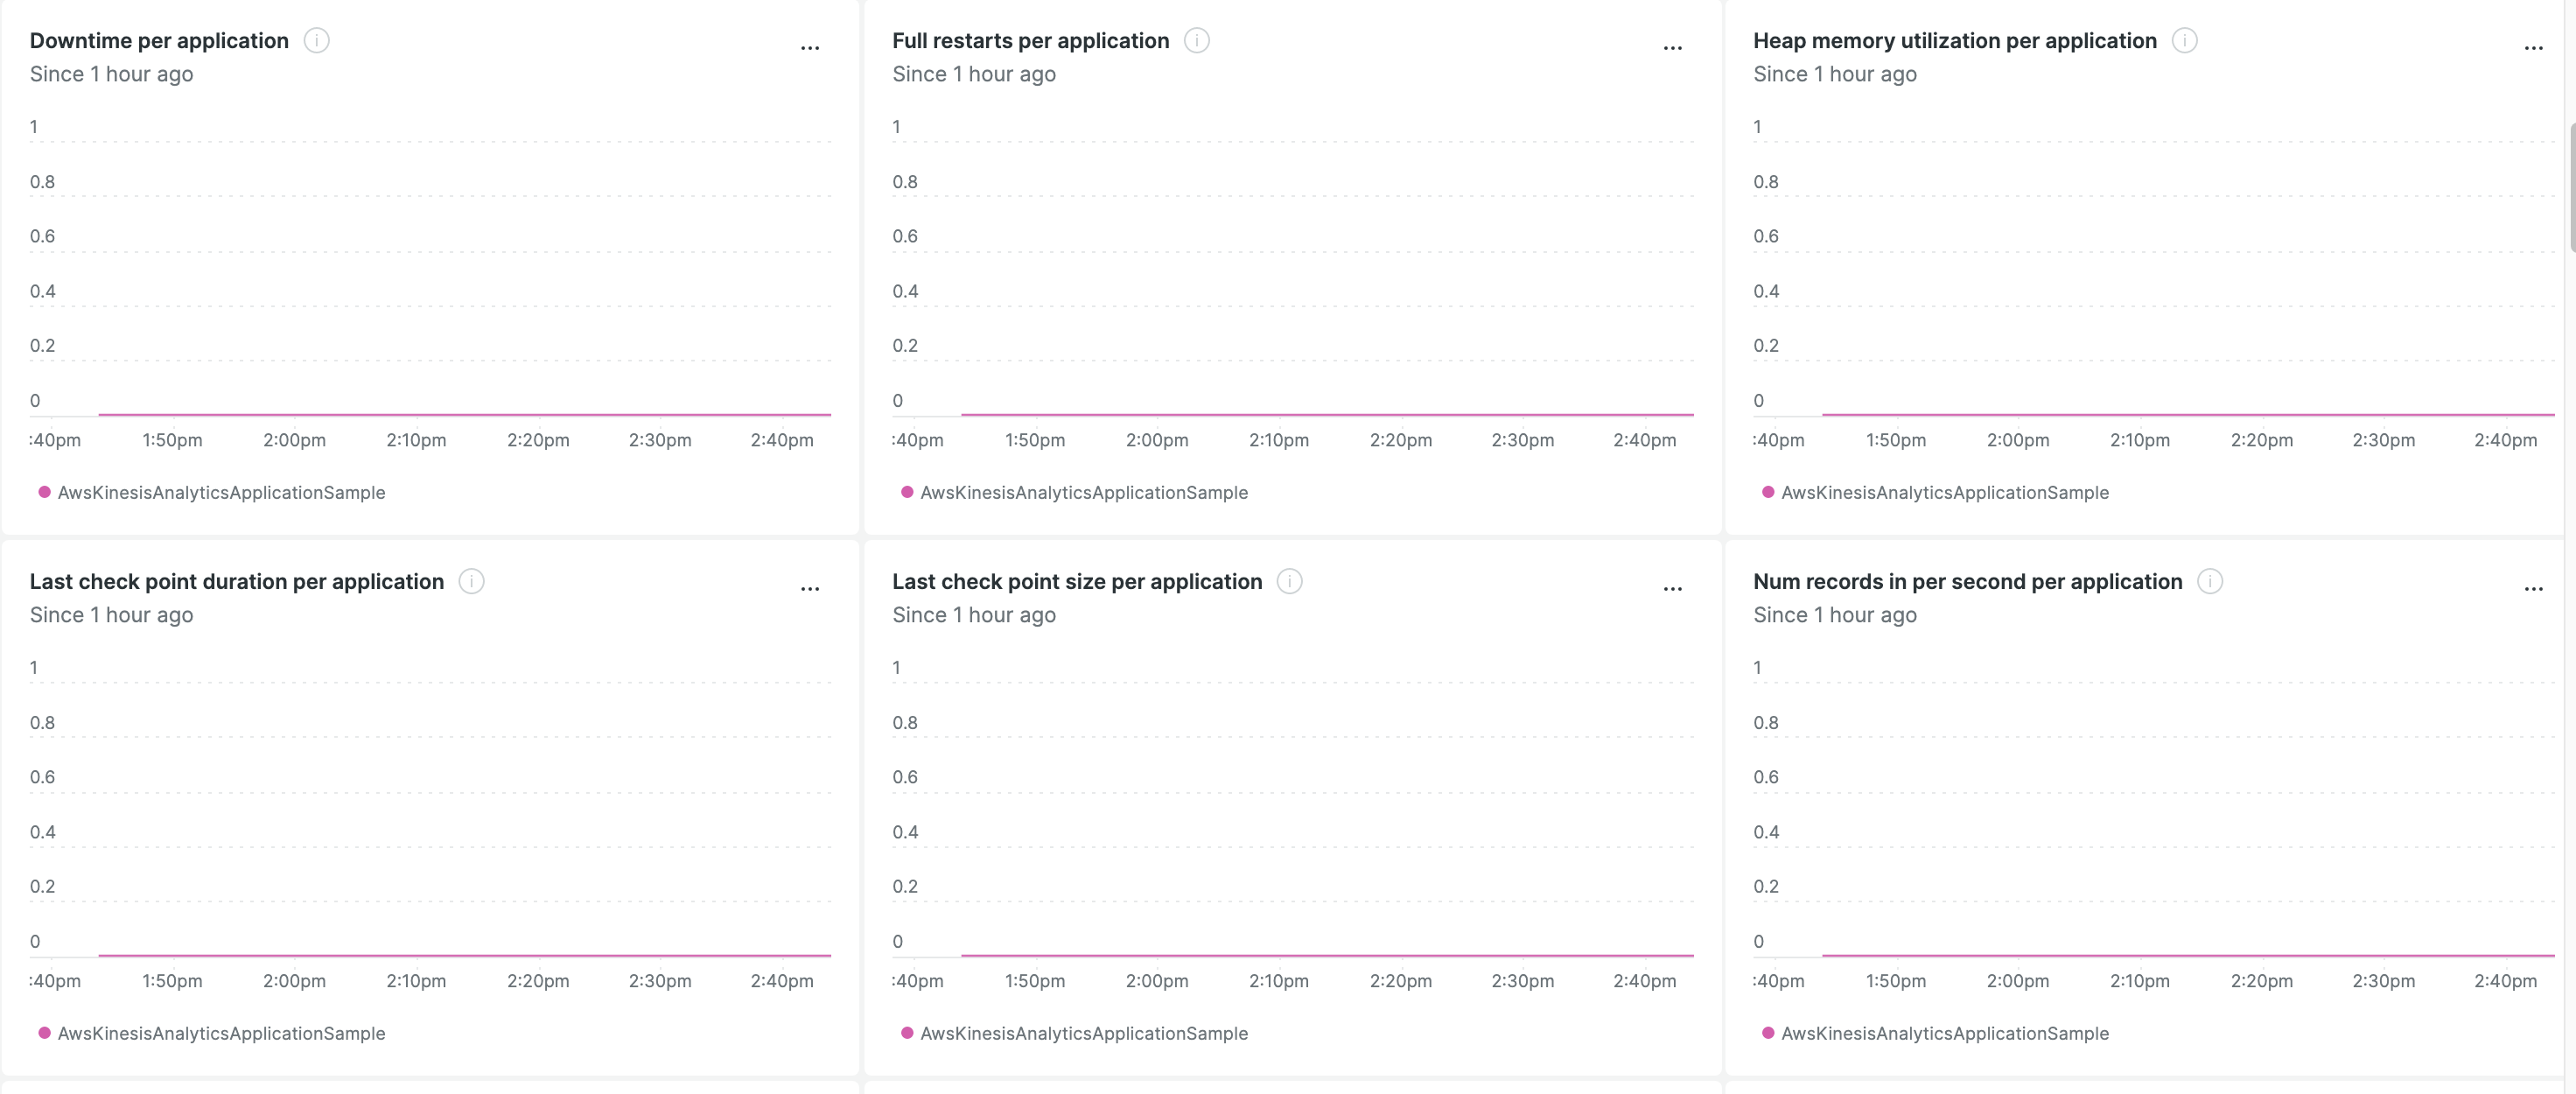 Downtime per application
Since 1 hour ago
1
0.8
0.6
0.4
0.2
0
:40pm 1:50pm 2:00pm 2:10pm 2:20pm 2:30pm 2:40pm
AwsKinesisAnalyticsApplicationSample
Full restarts per application
Since 1 hour ago
1
0.8
0.6
0.4
0.2
0
:40pm 1:50pm 2:00pm 2:10pm 2:20pm 2:30pm 2:40pm
AwsKinesisAnalyticsApplicationSample
Heap memory utilization per application
Since 1 hour ago
1
0.8
0.6
0.4
0.2
0
:40pm 1:50pm 2:00pm 2:10pm 2:20pm 2:30pm 2:40pm
AwsKinesisAnalyticsApplicationSample
Last check point duration per application
Since 1 hour ago
1
0.8
0.6
0.4
0.2
0
:40pm 1:50pm 2:00pm 2:10pm 2:20pm 2:30pm 2:40pm
AwsKinesisAnalyticsApplicationSample
Last check point size per application
Since 1 hour ago
1
0.8
0.6
0.4
0.2
0
:40pm 1:50pm 2:00pm 2:10pm 2:20pm 2:30pm 2:40pm
AwsKinesisAnalyticsApplicationSample
Num records in per second per application
Since 1 hour ago
1
0.8
0.6
0.4
0.2
0
:40pm 1:50pm 2:00pm 2:10pm 2:20pm 2:30pm 2:40pm
AwsKinesisAnalyticsApplicationSample